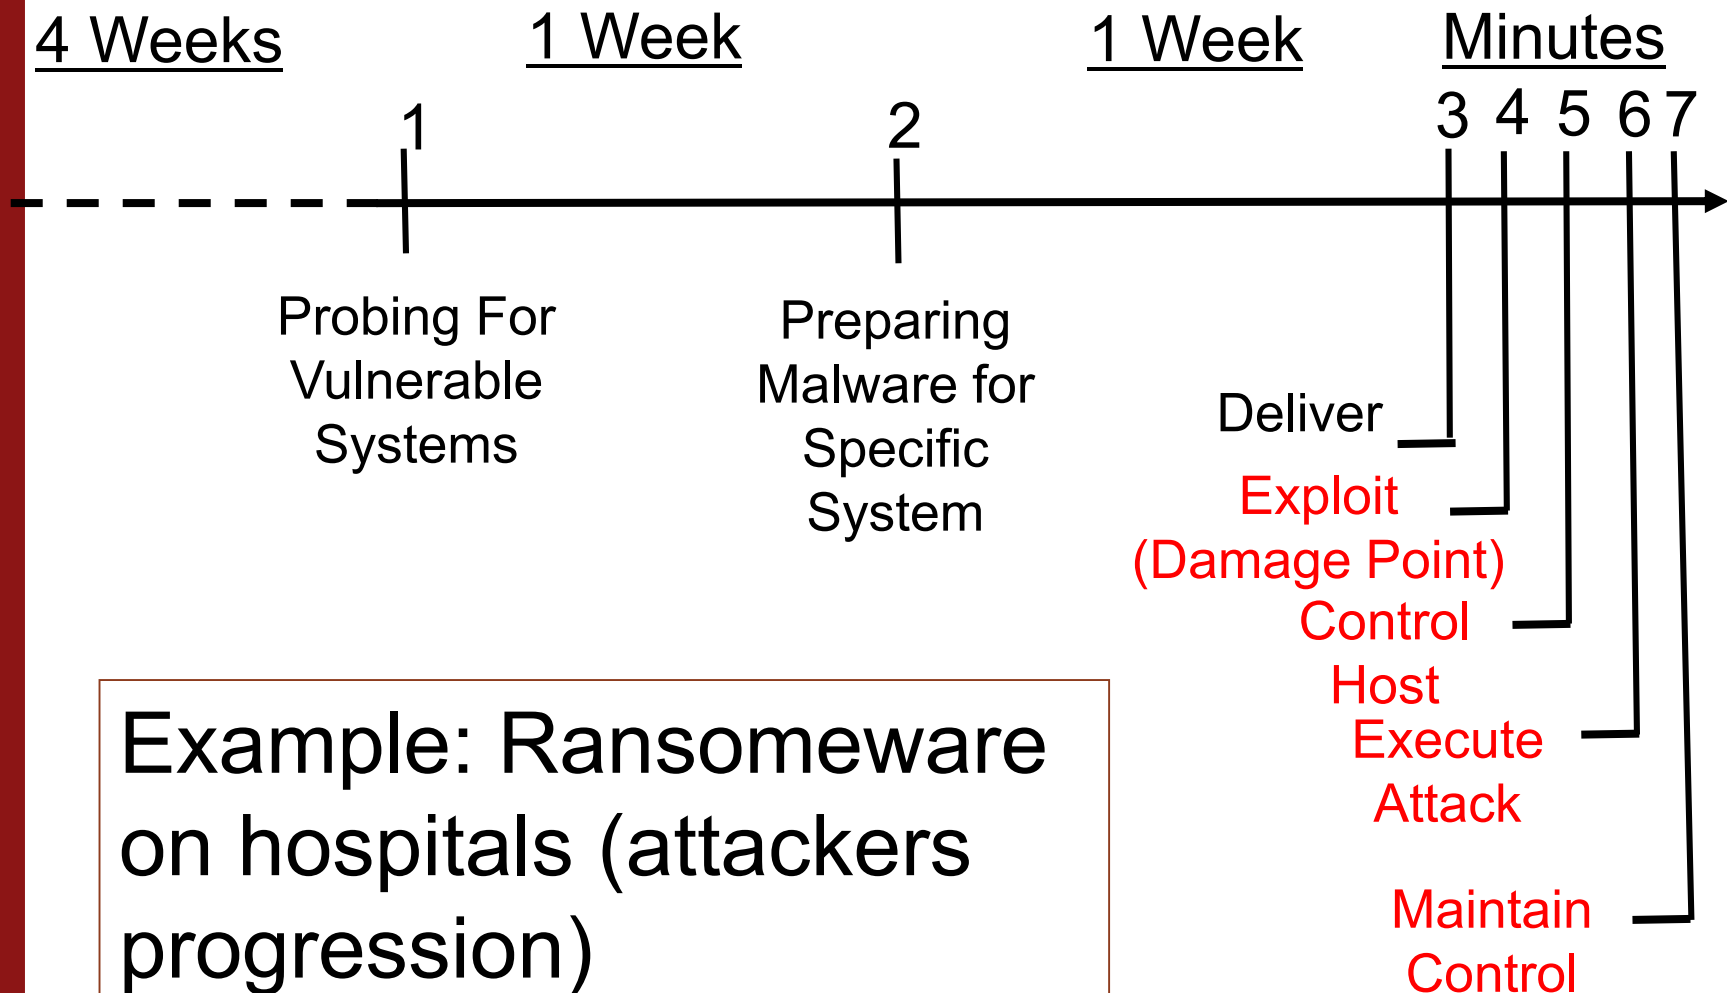 4 Weeks
1 Week
1 Week
Minutes
1
2
3 4 5 6 7
Probing For
Vulnerable
Systems
Preparing
Malware for
Specific
System
Deliver
Exploit
(Damage Point)
Control
Host
Execute
Attack
Maintain
Control
Example: Ransomeware
on hospitals (attackers
progression)